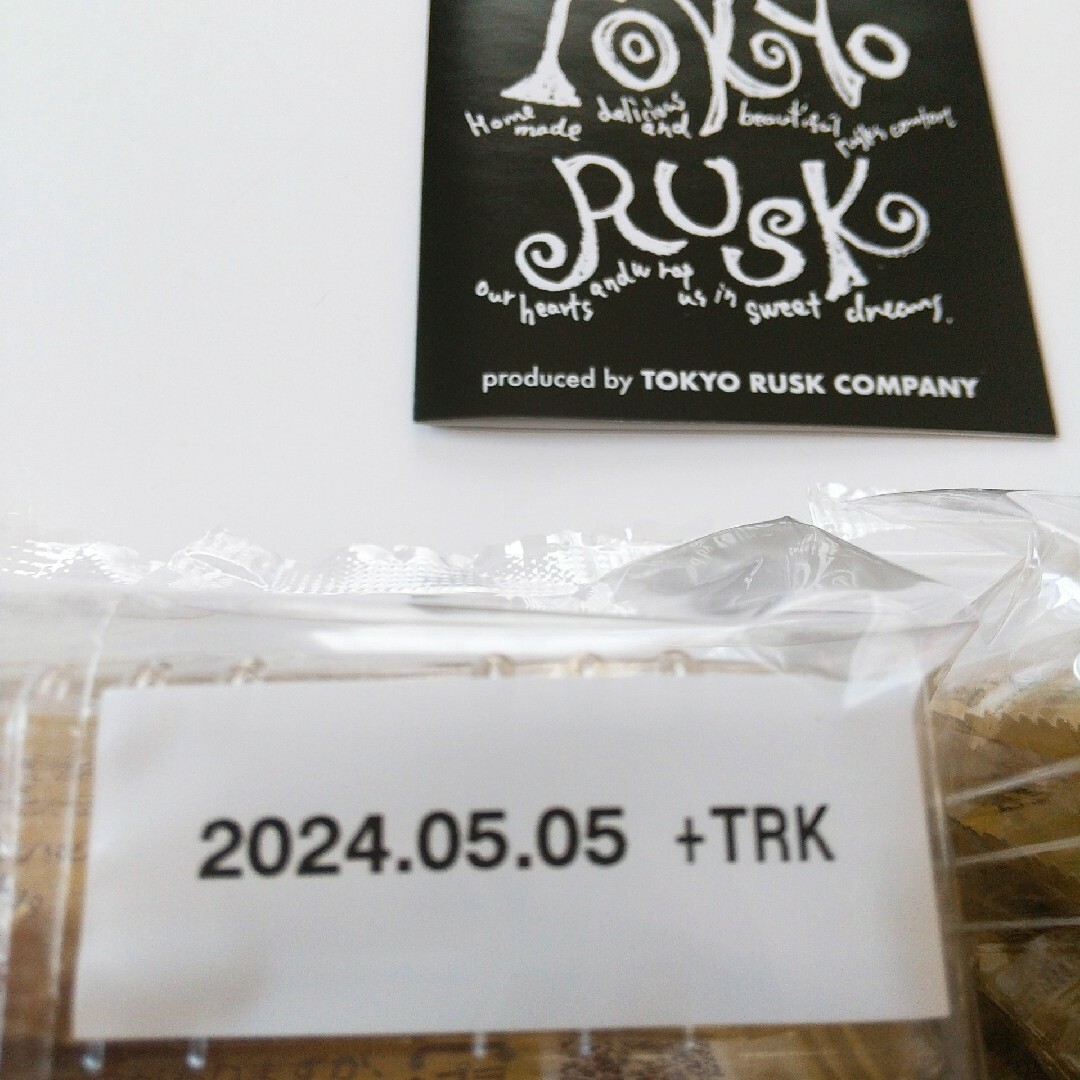 TOKYO
Home made delicious and beautiful
RUSK
our hearts and wrap us in sweet dreams.
produced by TOKYO RUSK COMPANY
2024.05.05 +TRK